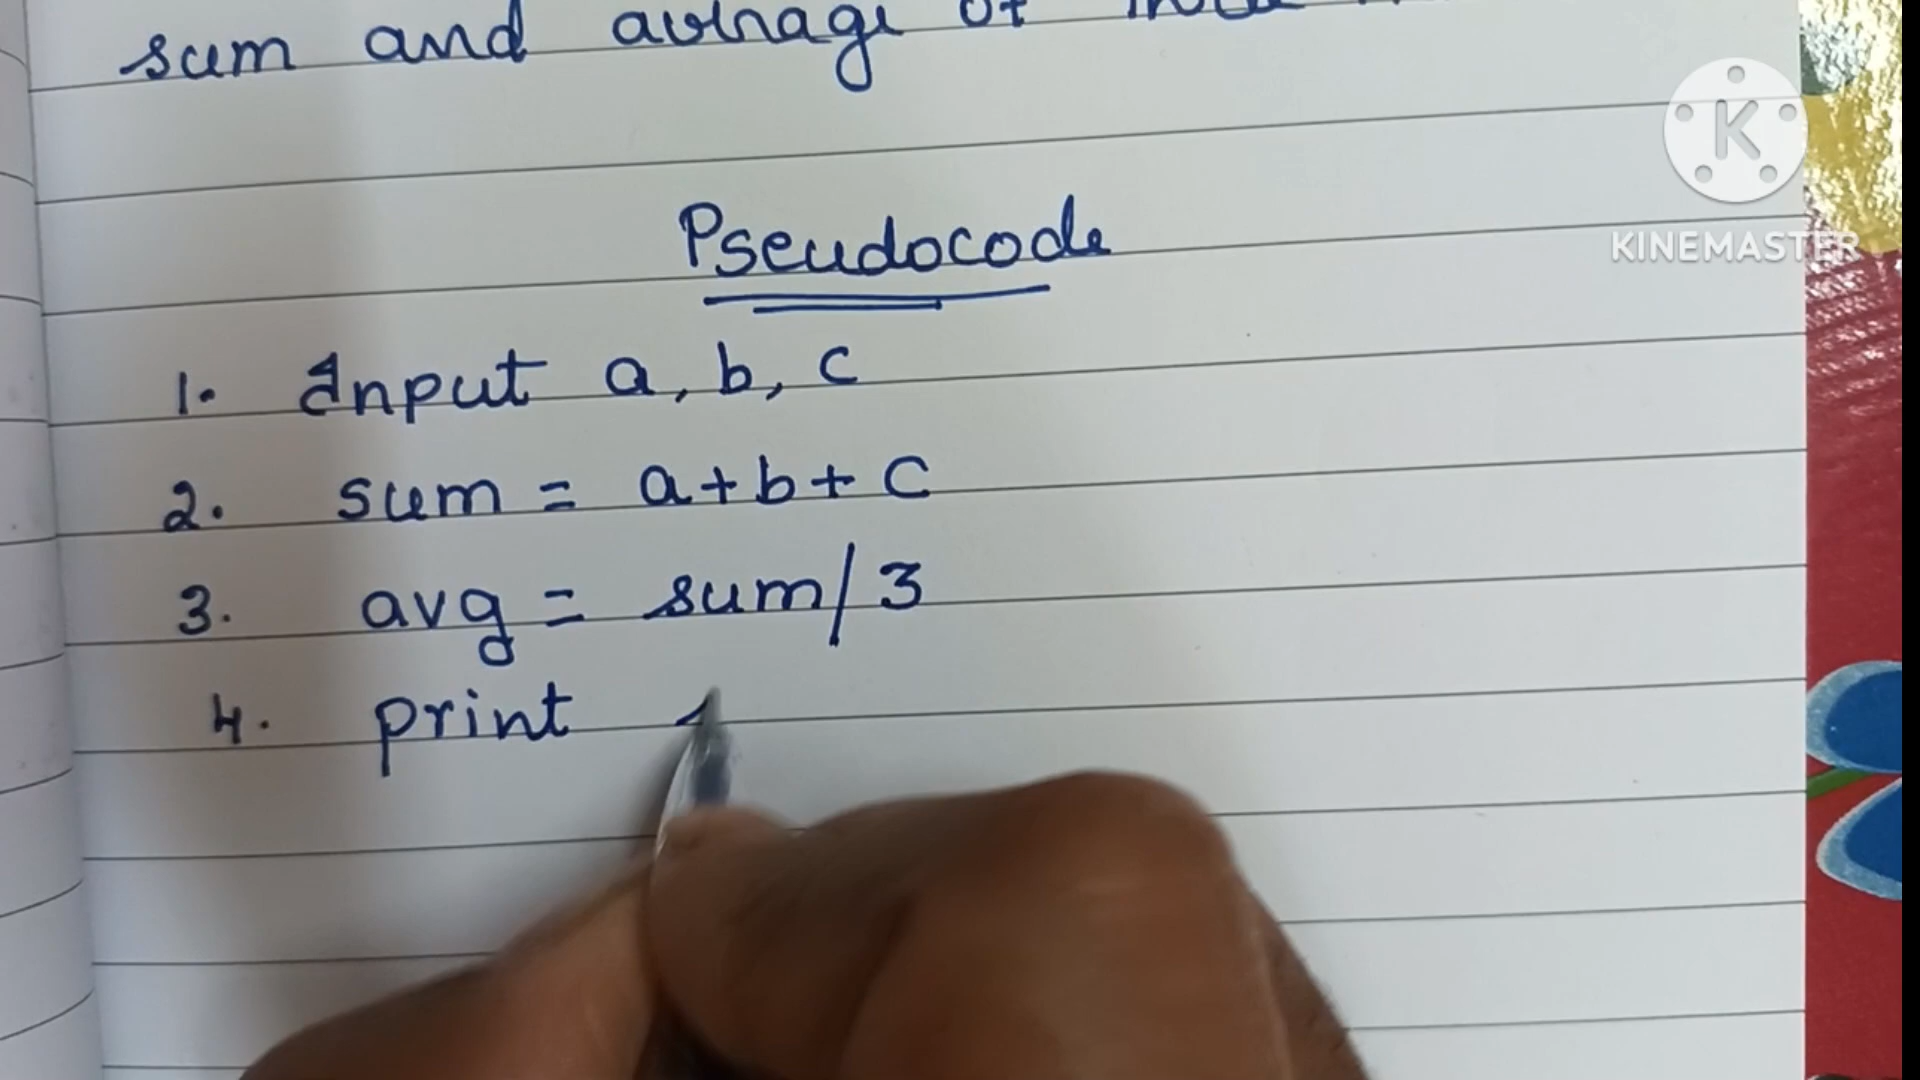 sum and average of
K
KINEMASTER
Pseudocode
1. Input a, b, c
2. sum = a+b+c
3. avg = sum/3
4. print